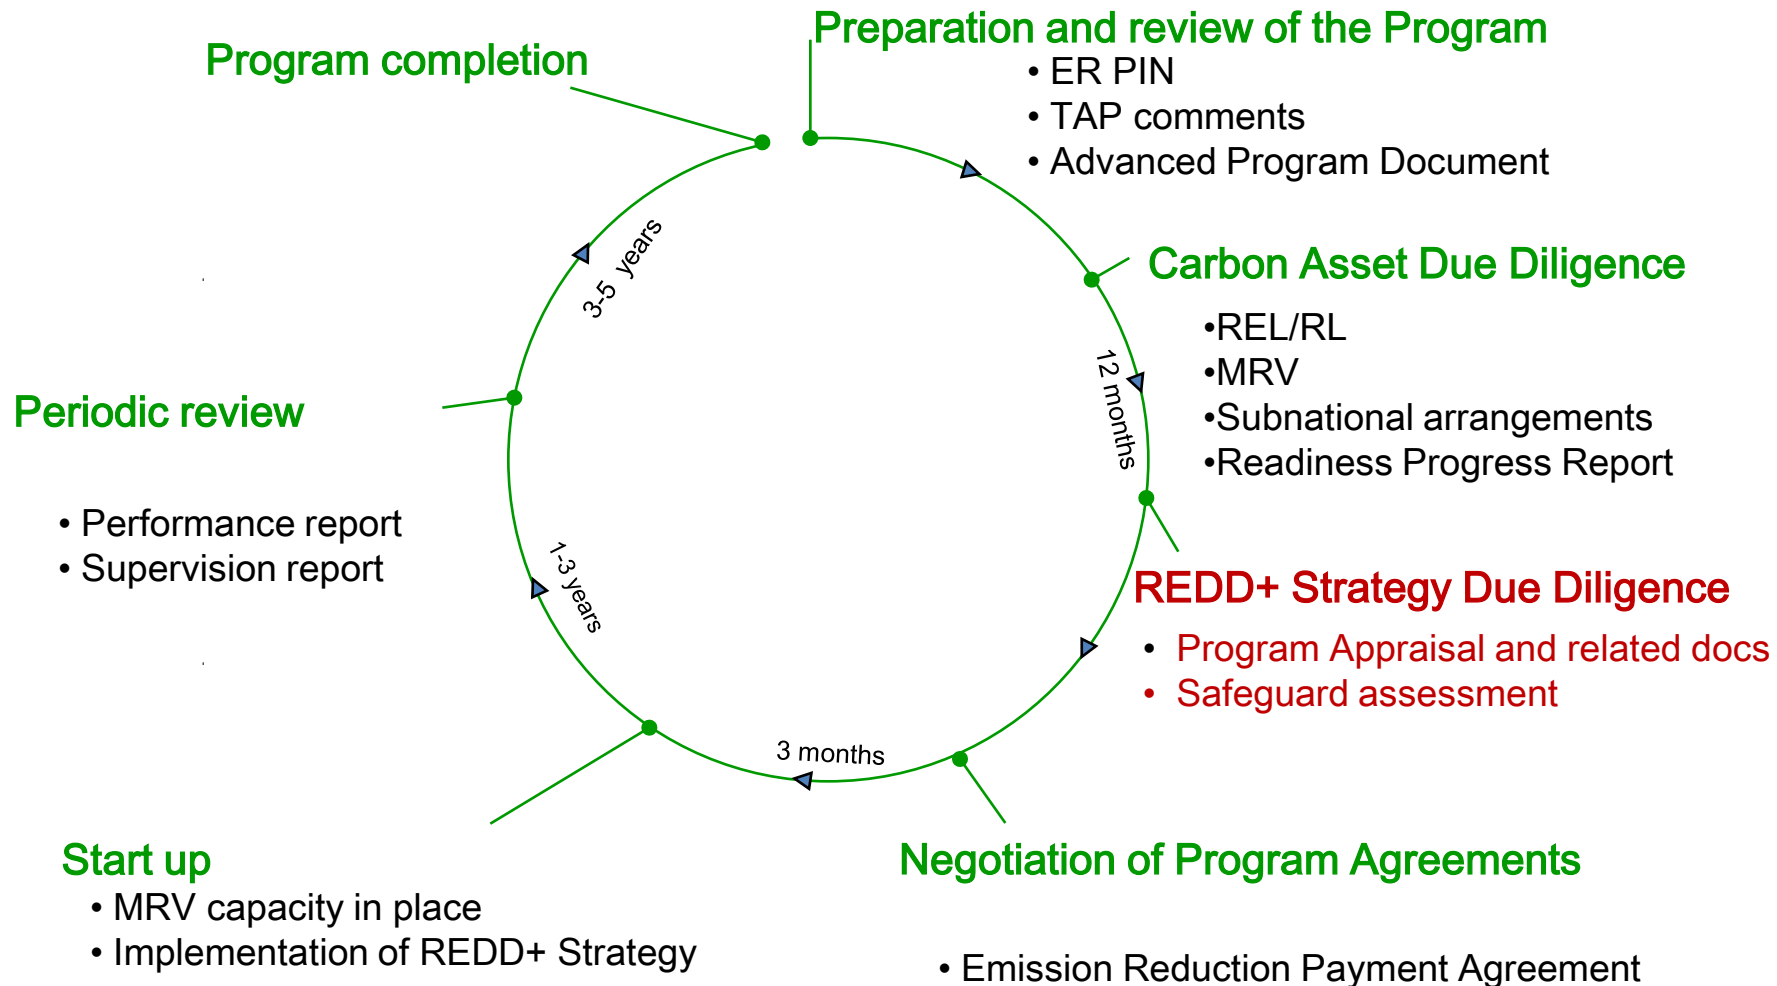 Preparation and review of the Program
• ER PIN
• TAP comments
• Advanced Program Document
Carbon Asset Due Diligence
•REL/RL
•MRV
•Subnational arrangements
•Readiness Progress Report
12 months
REDD+ Strategy Due Diligence
• Program Appraisal and related docs
• Safeguard assessment
Negotiation of Program Agreements
• Emission Reduction Payment Agreement
3 months
Start up
• MRV capacity in place
• Implementation of REDD+ Strategy
1-3 years
Periodic review
• Performance report
• Supervision report
3-5 years
Program completion